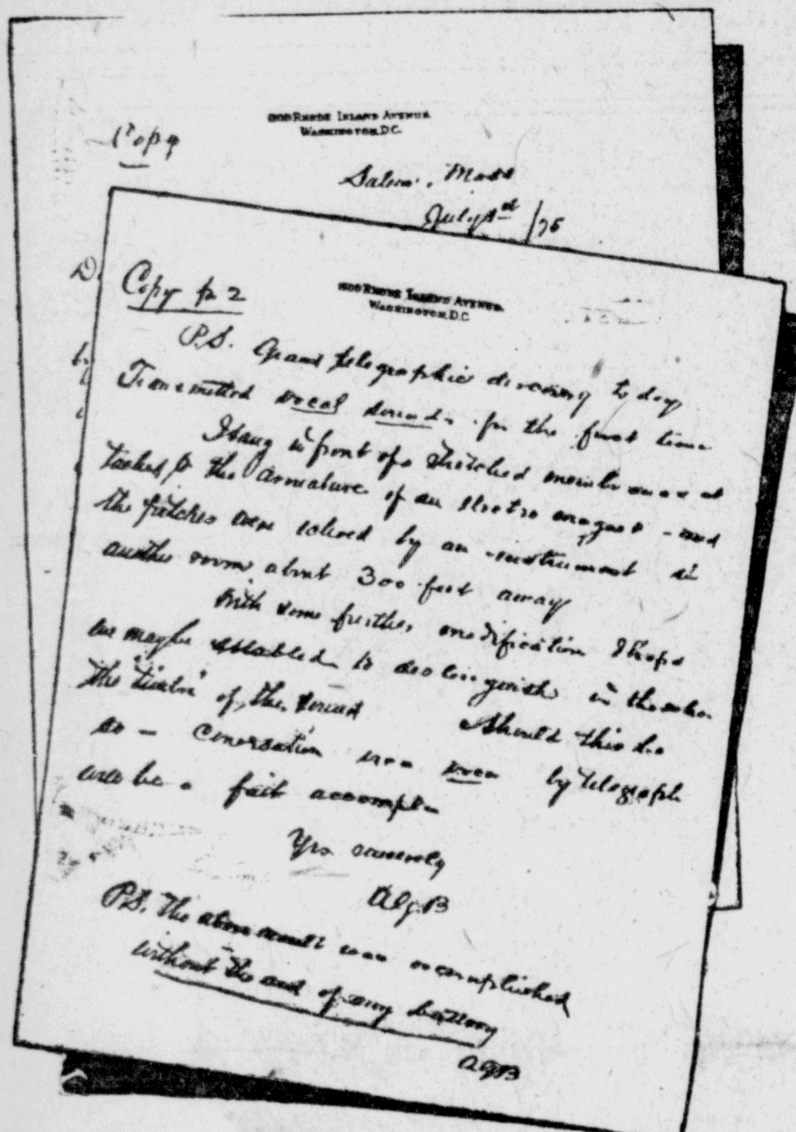 Copy
1800 RHODE ISLAND AVENUE
WASHINGTON D.C.
Salem, Mass
July 1st /75
D
Copy p 2
1800 RHODE ISLAND AVENUE
WASHINGTON D.C.
P.S. Grand telegraphic discovery today
Transmitted vocal sounds for the first time
I sang in front of a stretched membrane at
tached to the armature of an electro magnet - and
the pitches were echoed by an instrument in
another room about 300 feet away
With some further modification I hope
we may be enabled to distinguish in the echo
the "timbre" of the sound Should this be
so - conversation viva voce by telegraph
will be a fait accompli
Yrs sincerely
A.G.B
P.S. The above result was accomplished
without the aid of any battery
AGB